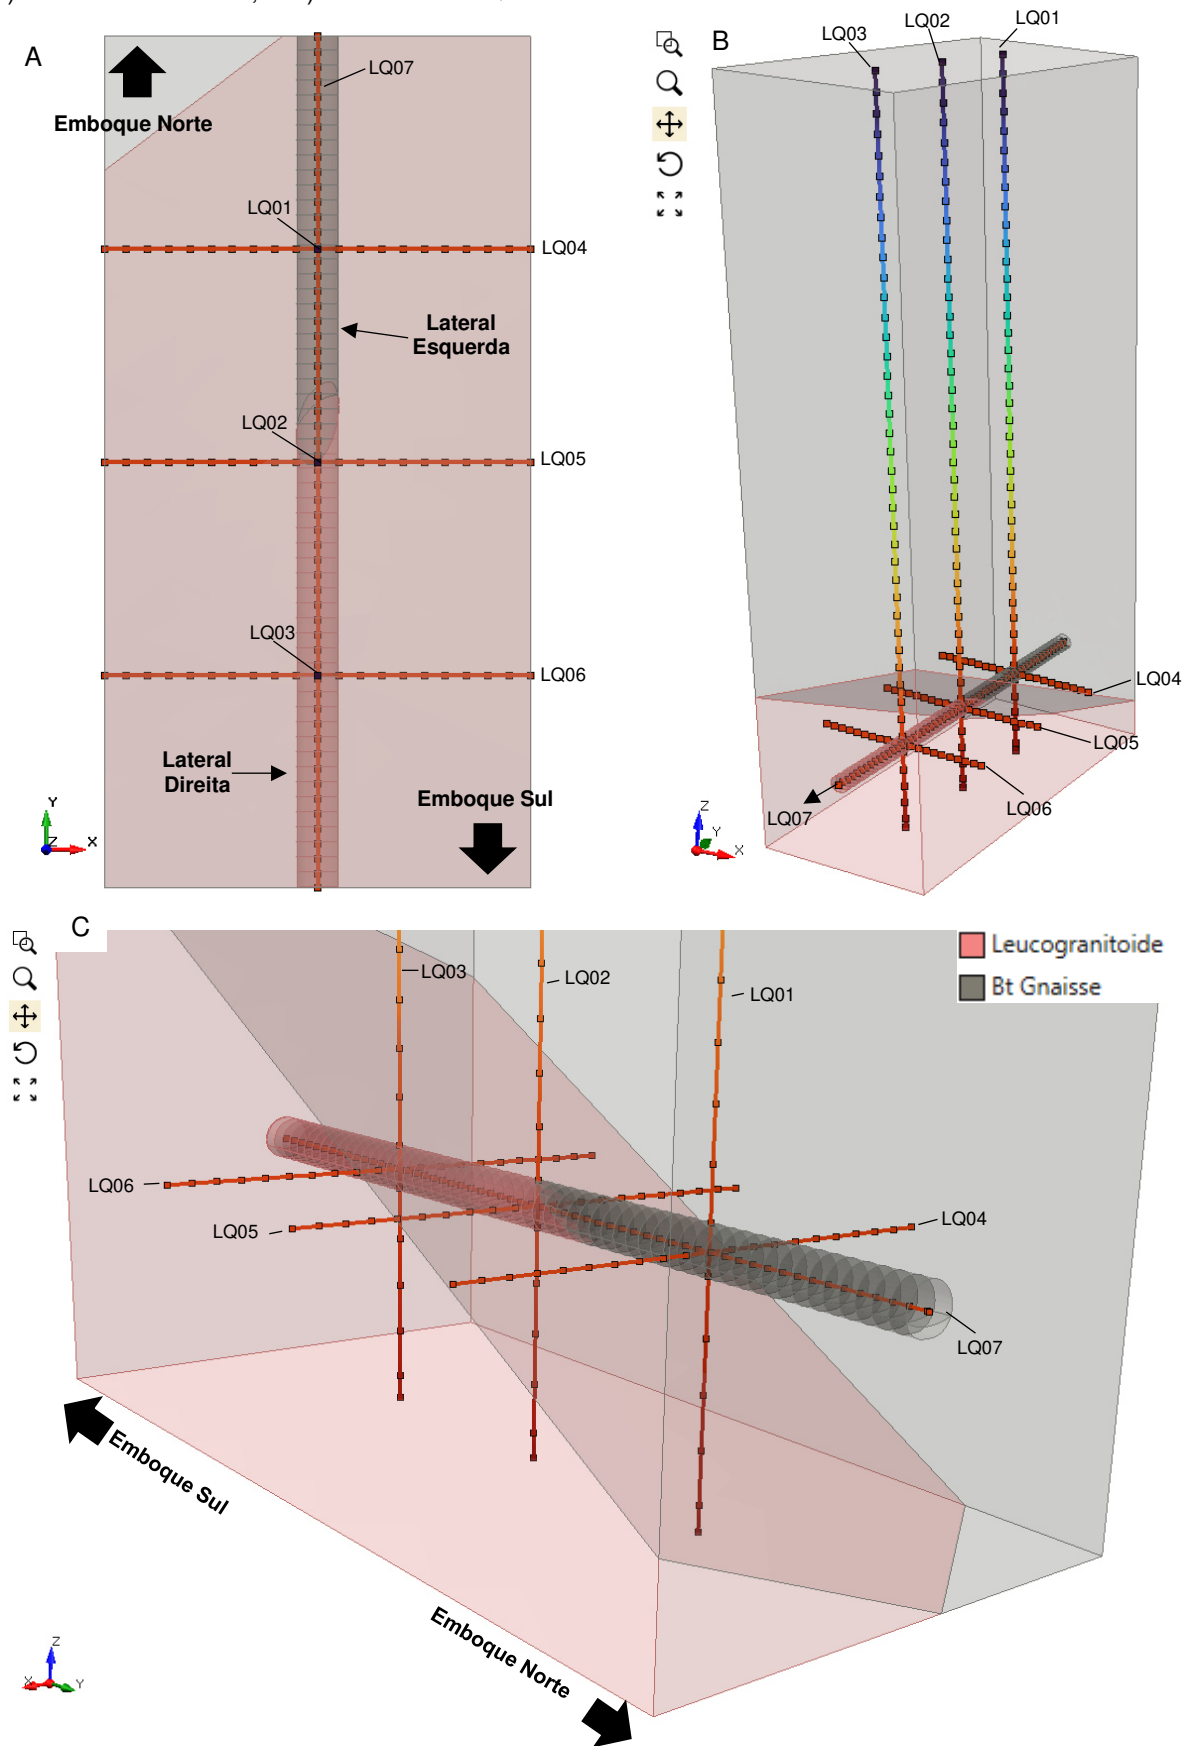 A
LQ07
Emboque Norte
LQ01
LQ04
Lateral
Esquerda
LQ02
LQ05
LQ03
LQ06
Lateral
Direita
Emboque Sul
Y
Z
X
B
LQ03
LQ02
LQ01
LQ04
LQ05
LQ06
LQ07
Z
Y
X
C
Leucogranitoide
Bt Gnaisse
LQ03
LQ02
LQ01
LQ06
LQ05
LQ04
LQ07
Emboque Sul
Emboque Norte
Z
X
Y